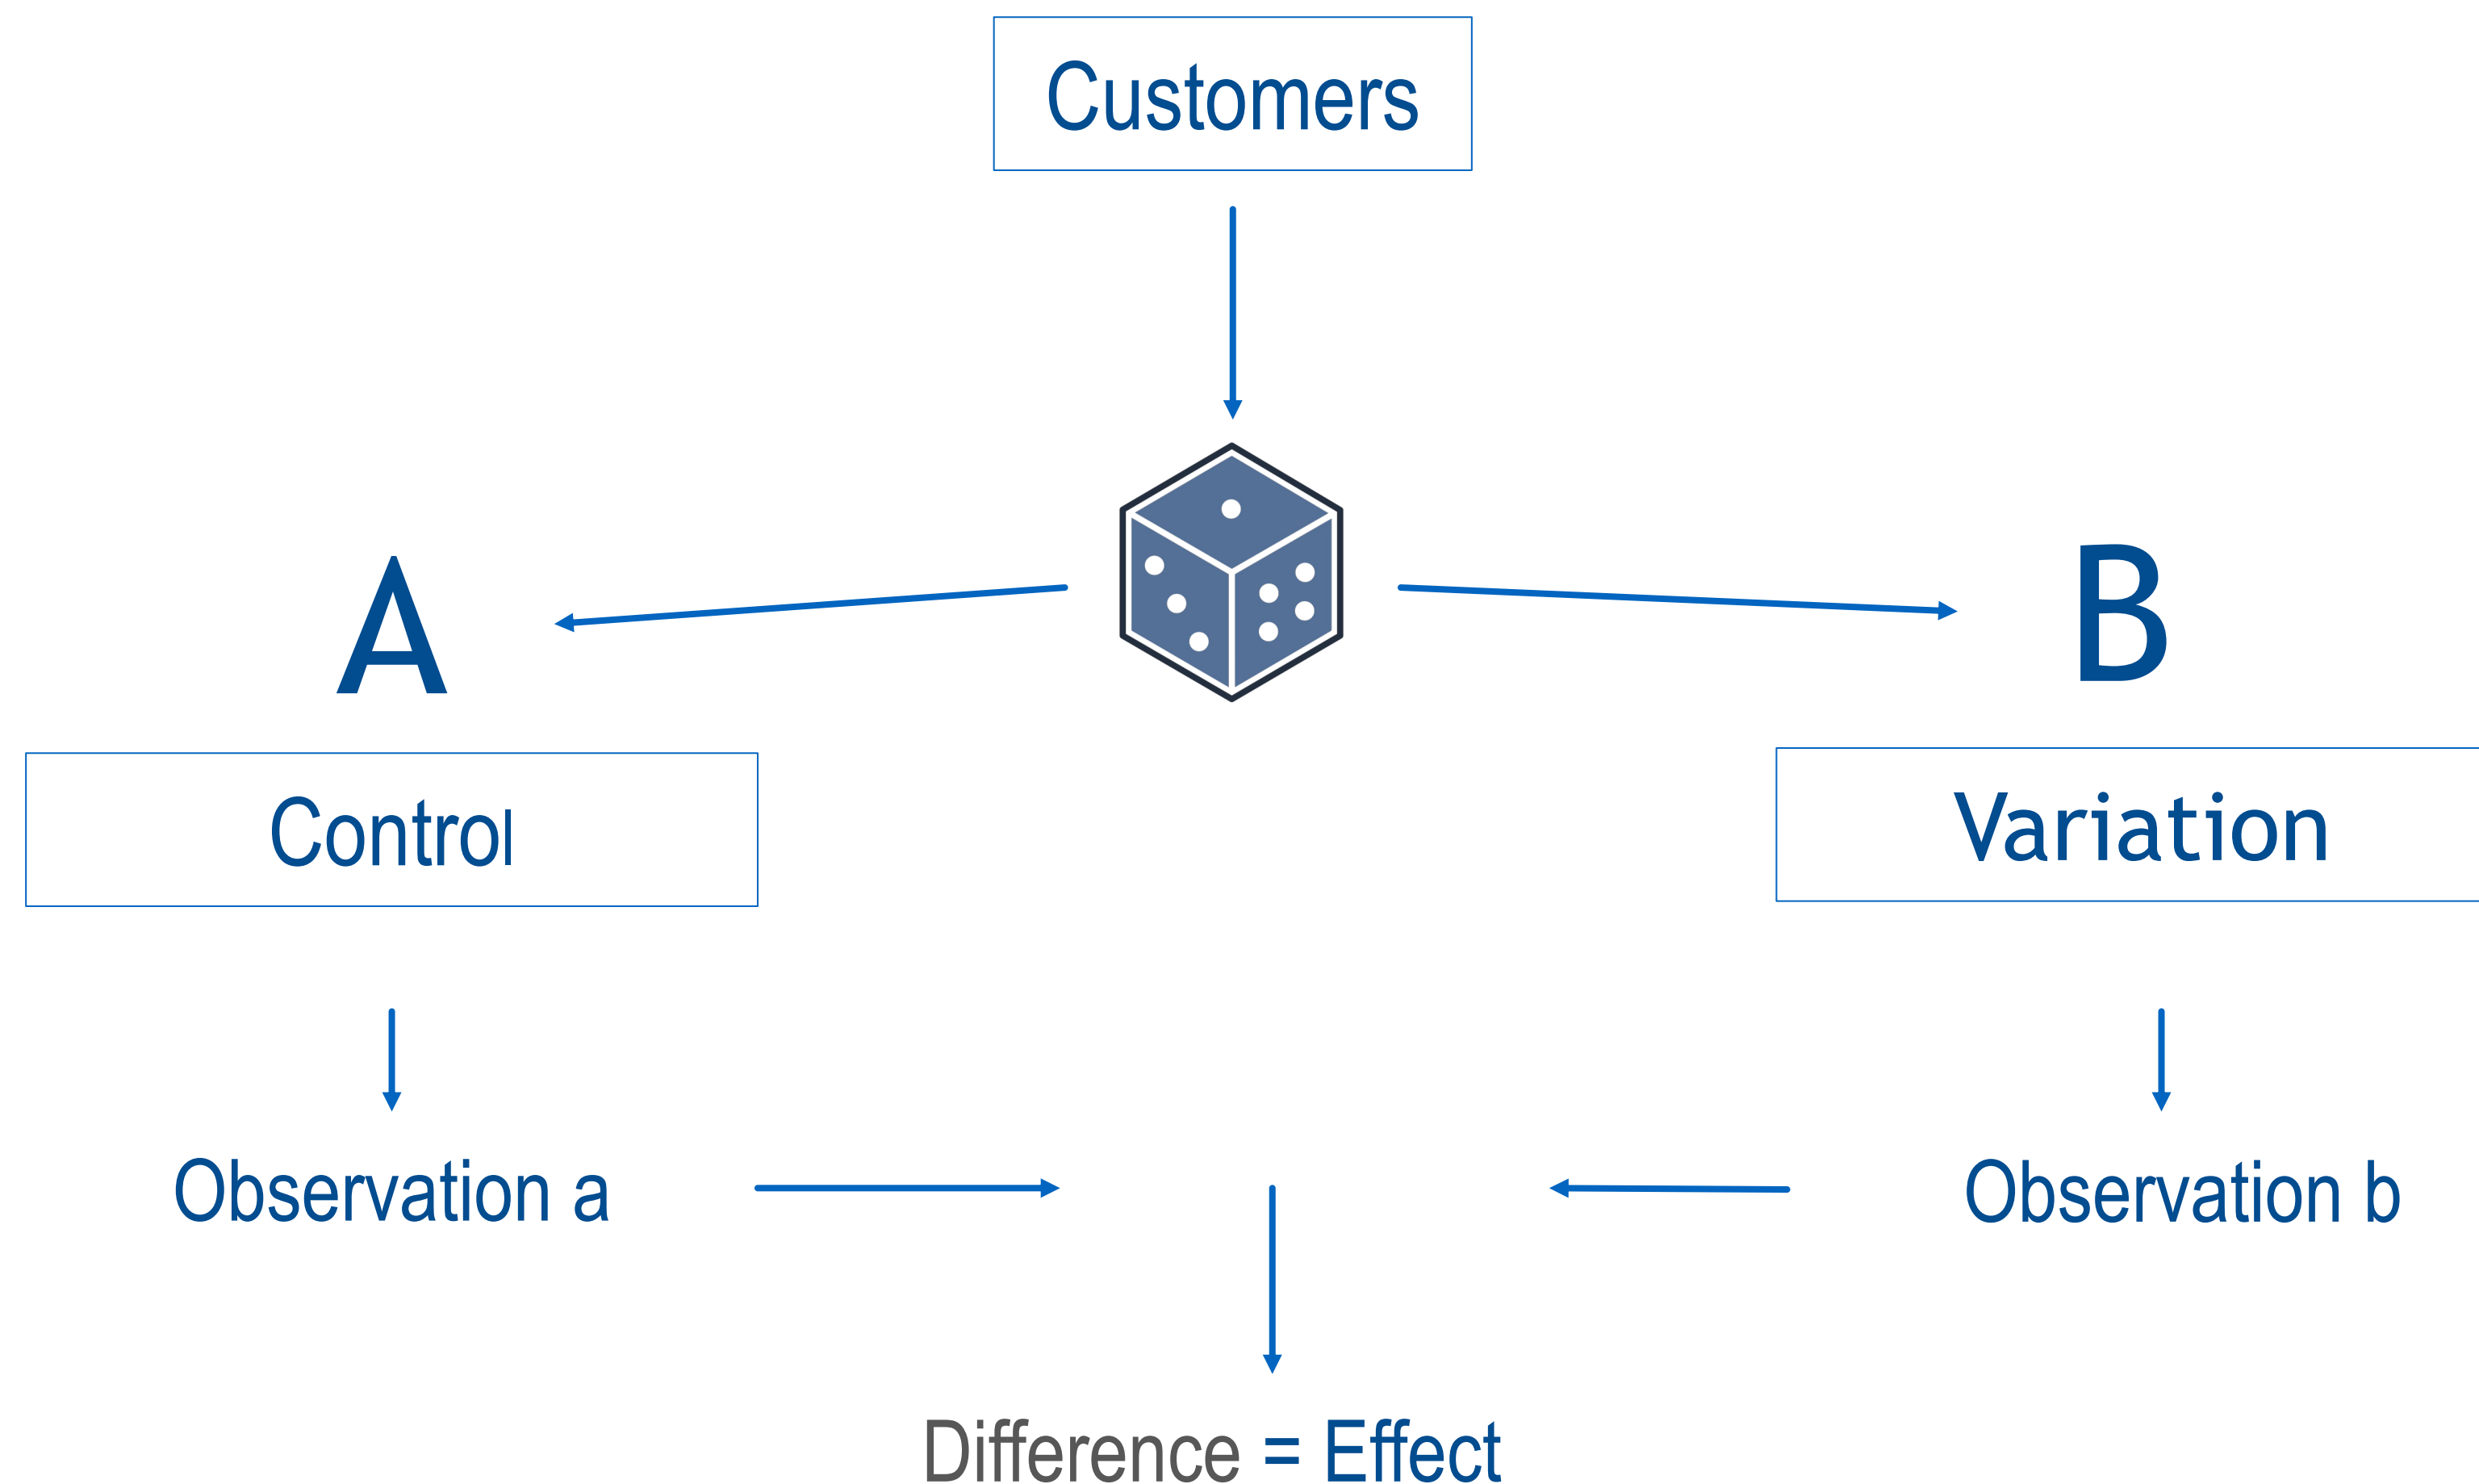 Customers
A
B
Control
Variation
Observation a
Observation b
Difference = Effect